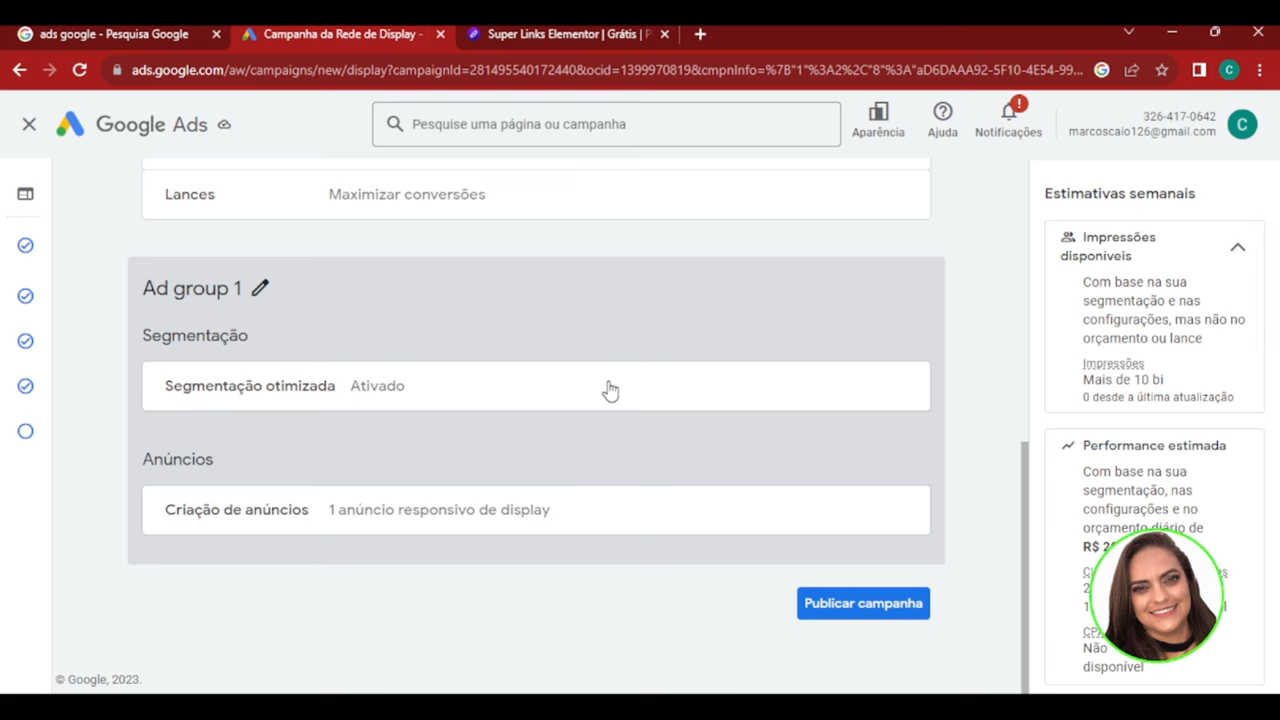 ads google - Pesquisa Google
Campanha da Rede de Display -
Super Links Elementor | Grátis |
ads.google.com/aw/campaigns/new/display?campaignId=281495540172440&ocid=1399970819&cmpnInfo=%7B"1"%3A2%2C"8"%3A"aD6DAAA92-5F10-4E54-99...
C
Google Ads
Pesquise uma página ou campanha
Aparência
Ajuda
Notificações
326-417-0642
marcoscaio126@gmail.com
C
Lances Maximizar conversões
Ad group 1
Segmentação
Segmentação otimizada Ativado
Anúncios
Criação de anúncios 1 anúncio responsivo de display
Publicar campanha
© Google, 2023.
Estimativas semanais
Impressões
disponíveis
Com base na sua
segmentação e nas
configurações, mas não no
orçamento ou lance
Impressões
Mais de 10 bi
0 desde a última atualização
Performance estimada
Com base na sua
segmentação, nas
configurações e no
orçamento diário de
R$
Não
disponível